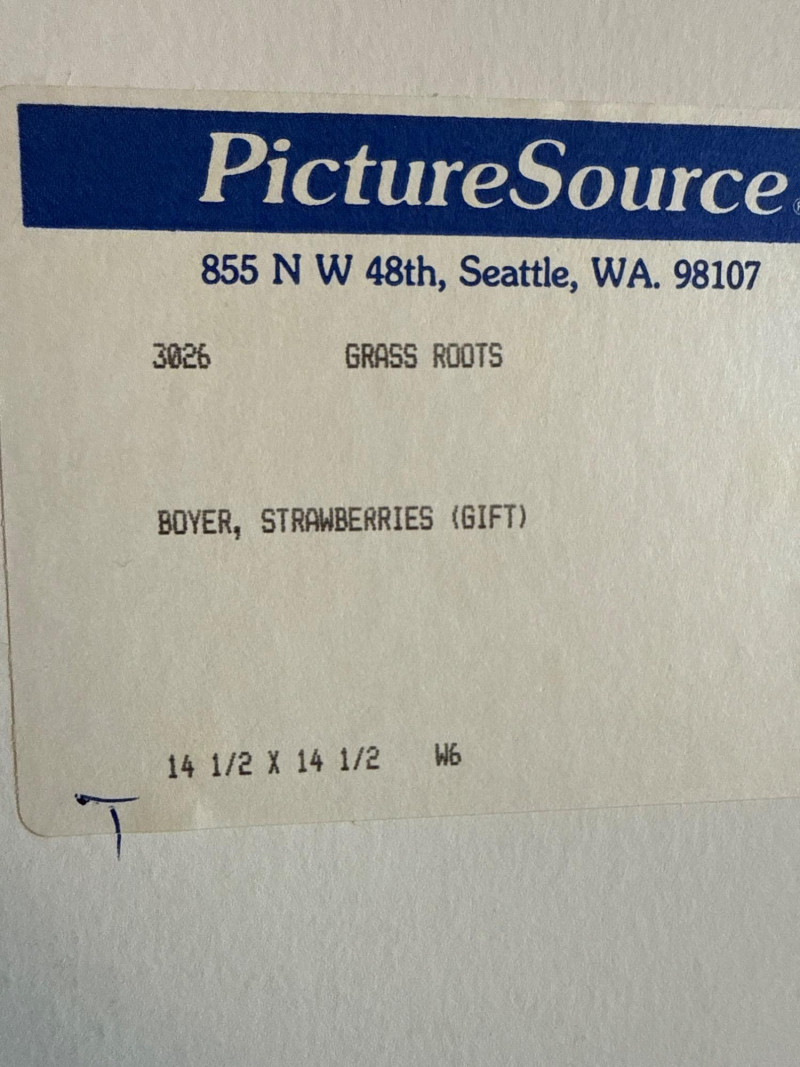 PictureSource®
855 N W 48th, Seattle, WA. 98107
3026 GRASS ROOTS
BOYER, STRAWBERRIES (GIFT)
14 1/2 X 14 1/2 W6
T